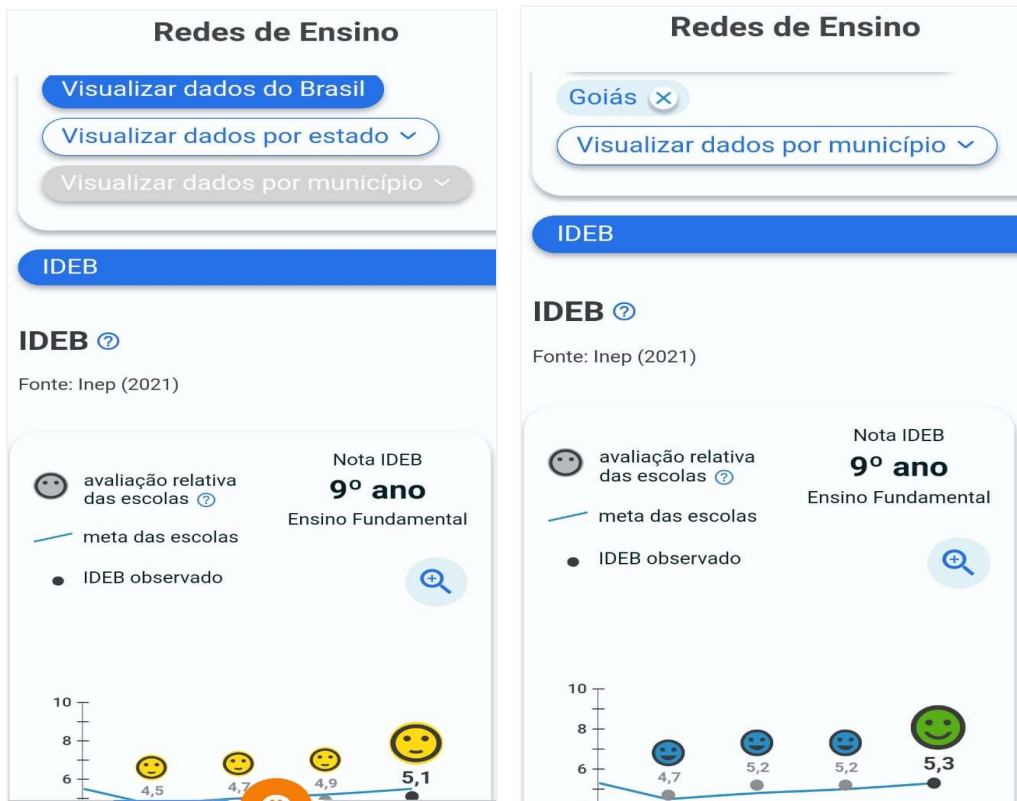 Redes de Ensino
Visualizar dados do Brasil
Visualizar dados por estado
Visualizar dados por município
IDEB
IDEB ?
Fonte: Inep (2021)
avaliação relativa
das escolas ?
meta das escolas
IDEB observado
Nota IDEB
9º ano
Ensino Fundamental
10
8
6
4,5
4,7
4,9
5,1
Redes de Ensino
Goiás
Visualizar dados por município
IDEB
IDEB ?
Fonte: Inep (2021)
avaliação relativa
das escolas ?
meta das escolas
IDEB observado
Nota IDEB
9º ano
Ensino Fundamental
10
8
6
4,7
5,2
5,2
5,3